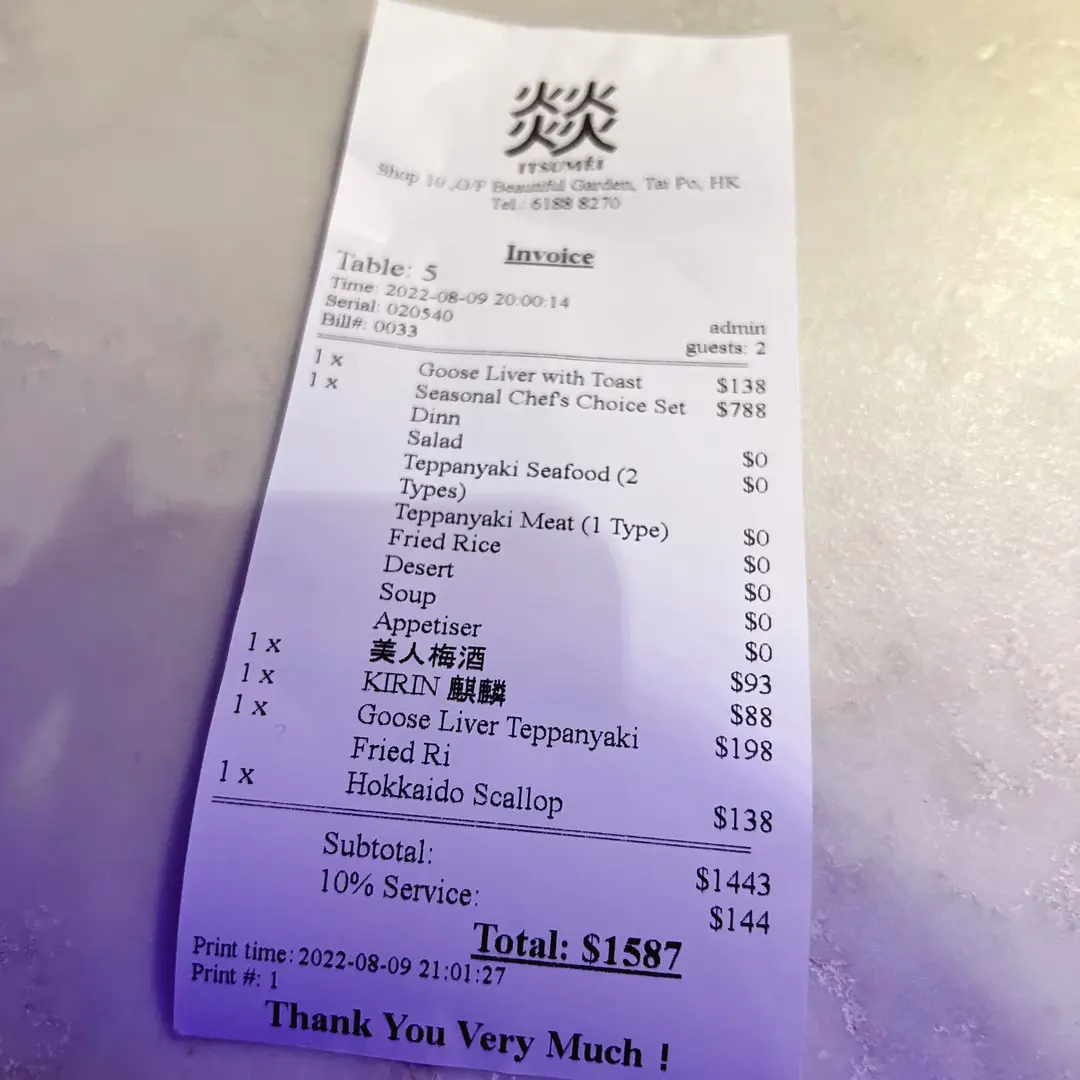 燚
ITSUMÉI
Shop 10 ,G/F Beautiful Garden, Tai Po, HK
Tel.: 6188 8270
Invoice
Table: 5
Time: 2022-08-09 20:00:14
Serial: 020540 admin
Bill#: 0033 guests: 2
1 x Goose Liver with Toast $138
1 x Seasonal Chef's Choice Set $788
Dinn
Salad $0
Teppanyaki Seafood (2 $0
Types)
Teppanyaki Meat (1 Type) $0
Fried Rice $0
Desert $0
Soup $0
Appetiser $0
1 x 美人梅酒 $93
1 x KIRIN 麒麟 $88
1 x Goose Liver Teppanyaki $198
Fried Ri
1 x Hokkaido Scallop $138
Subtotal: $1443
10% Service: $144
Total: $1587
Print time: 2022-08-09 21:01:27
Print #: 1
Thank You Very Much !